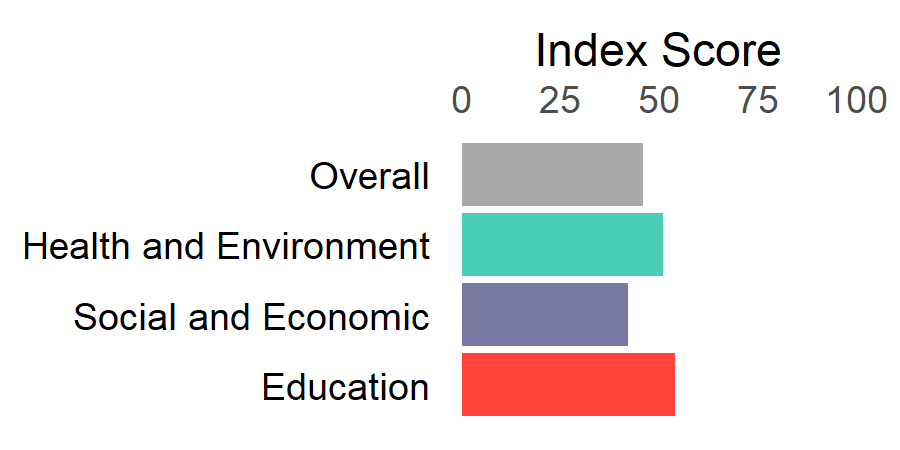 Index Score
0 25 50 75 100
Overall
Health and Environment
Social and Economic
Education